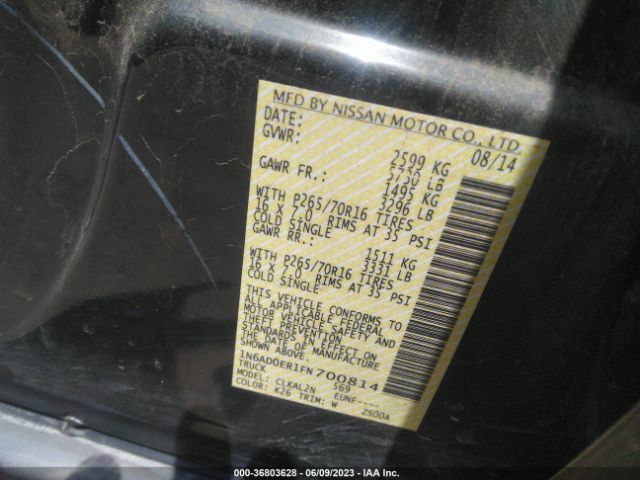 MFD BY NISSAN MOTOR CO., LTD.
DATE: 08/14
GVWR: 2599 KG
5730 LB
GAWR FR.: 1495 KG
3296 LB
WITH P265/70R16 TIRES
16 X 7.0 RIMS AT 35 PSI
COLD SINGLE
GAWR RR.: 1511 KG
3331 LB
WITH P265/70R16 TIRES
16 X 7.0 RIMS AT 35 PSI
COLD SINGLE
THIS VEHICLE CONFORMS TO
ALL APPLICABLE FEDERAL
MOTOR VEHICLE SAFETY AND
THEFT PREVENTION
STANDARDS IN EFFECT ON
THE DATE OF MANUFACTURE
SHOWN ABOVE.
1N6AD0ER1FN700814
TRUCK 569
MODEL: CLKAL2N EUNF----
COLOR: K26 TRIM: W 2S00A
000-36803628 - 06/09/2023 - IAA Inc.